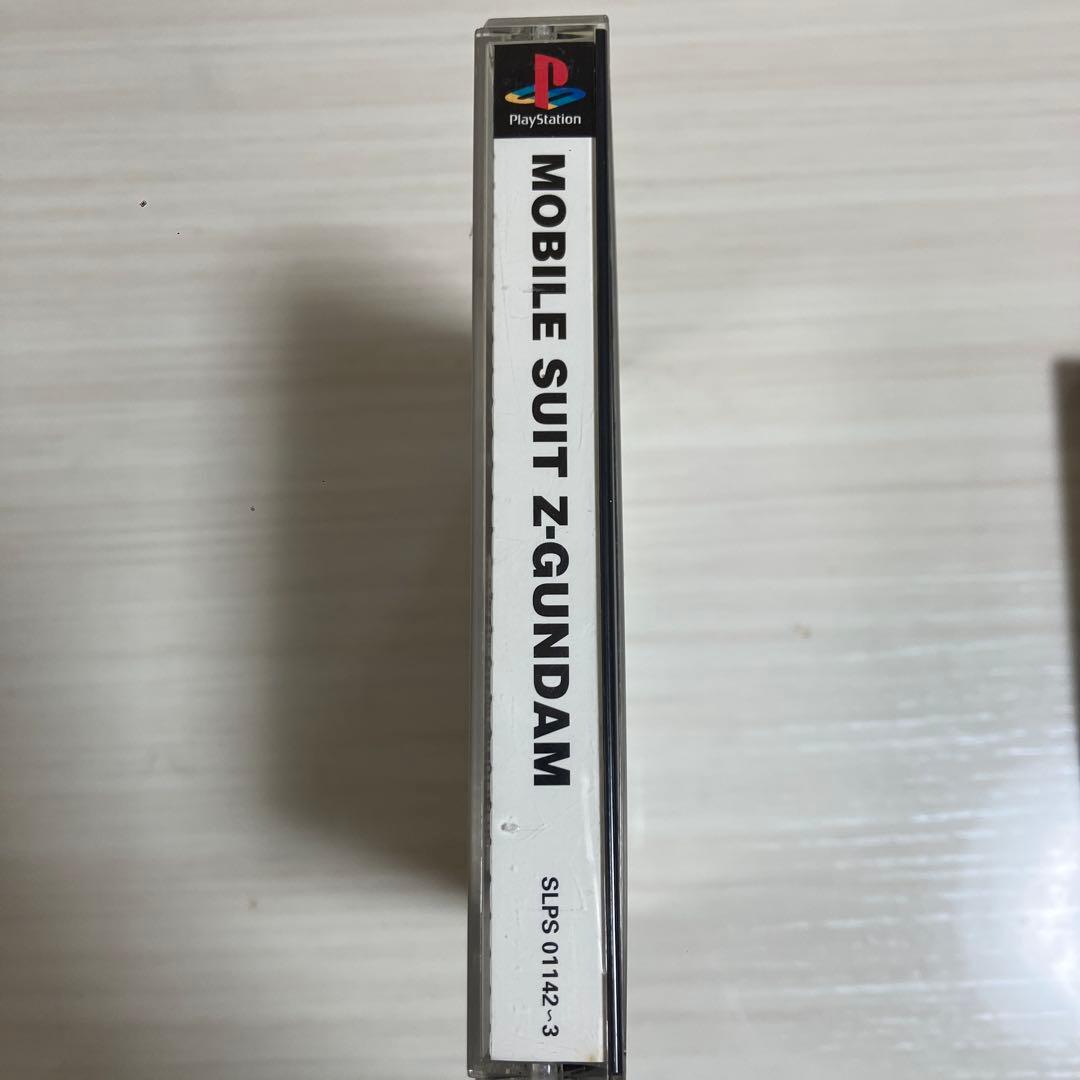 PlayStation
MOBILE SUIT Z-GUNDAM
SLPS 01142~3